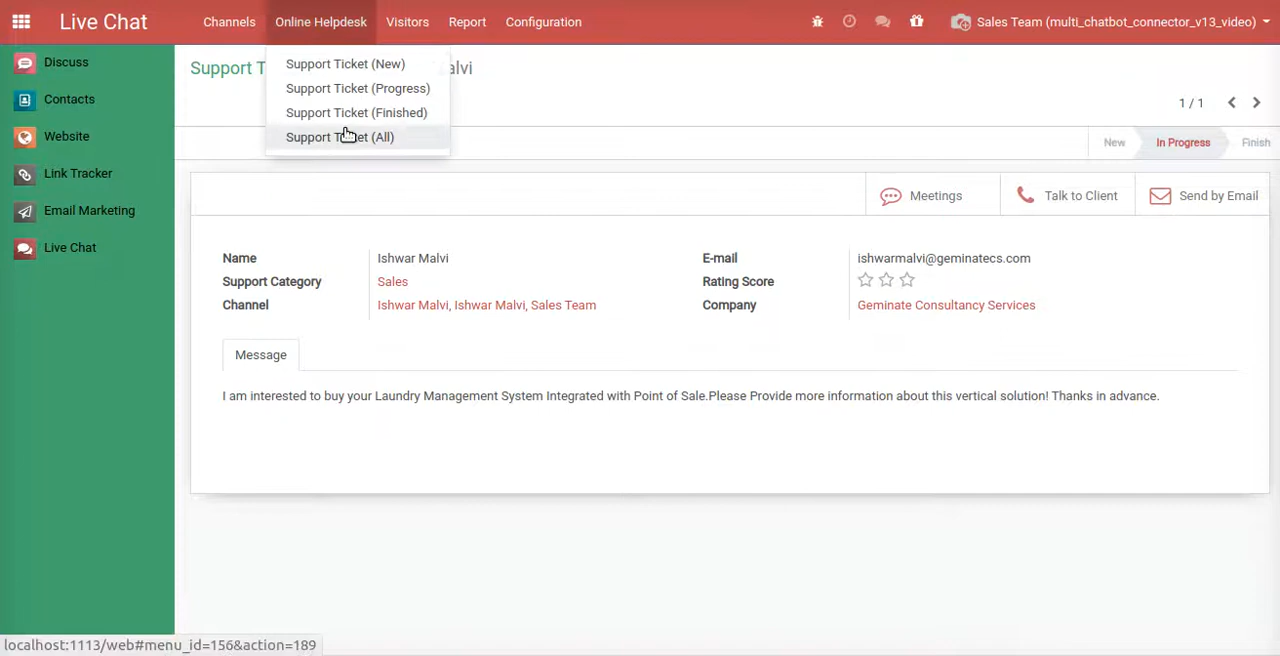 Live Chat Channels Online Helpdesk Visitors Report Configuration Sales Team (multi_chatbot_connector_v13_video)
Discuss
Contacts
Website
Link Tracker
Email Marketing
Live Chat
Support T alvi
Support Ticket (New)
Support Ticket (Progress)
Support Ticket (Finished)
Support Ticket (All)
1 / 1
New In Progress Finish
Meetings Talk to Client Send by Email
Name Ishwar Malvi E-mail ishwarmalvi@geminatecs.com
Support Category Sales Rating Score
Channel Ishwar Malvi, Ishwar Malvi, Sales Team Company Geminate Consultancy Services
Message
I am interested to buy your Laundry Management System Integrated with Point of Sale.Please Provide more information about this vertical solution! Thanks in advance.
localhost:1113/web#menu_id=156&action=189